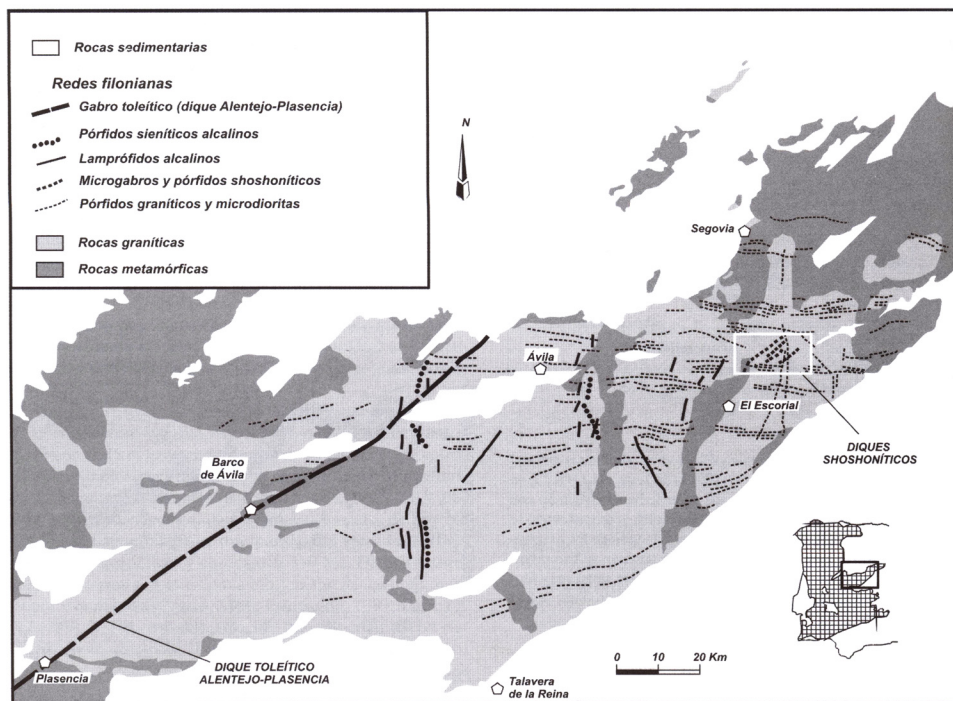 Rocas sedimentarias
Redes filonianas
Gabro toleítico (dique Alentejo-Plasencia)
Pórfidos sieníticos alcalinos
Lamprófidos alcalinos
Microgabros y pórfidos shoshoníticos
Pórfidos graníticos y microdioritas
Rocas graníticas
Rocas metamórficas
N
Segovia
Ávila
El Escorial
DIQUES
SHOSHONÍTICOS
Barco
de Ávila
Plasencia
DIQUE TOLEÍTICO
ALENTEJO-PLASENCIA
Talavera
de la Reina
0 10 20 Km